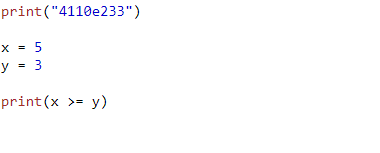 print("4110e233")
x = 5
y = 3
print(x >= y)